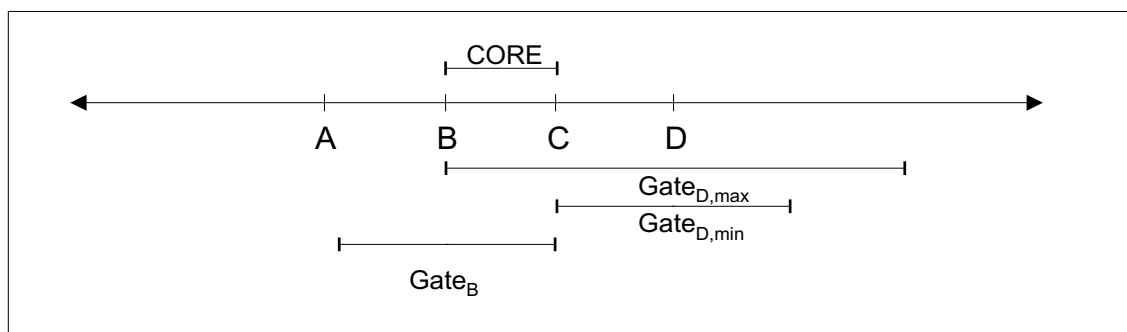 CORE
A B C D
Gate_D,max
Gate_D,min
Gate_B